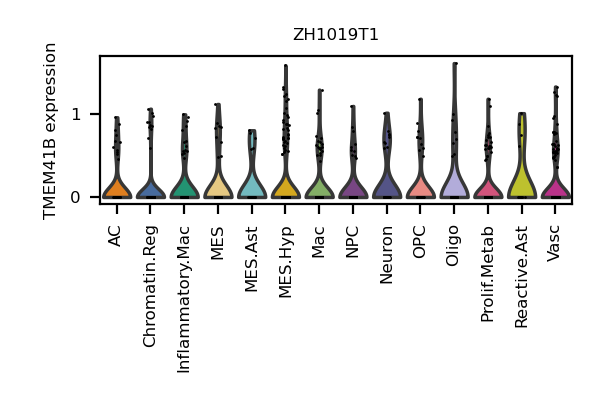 ZH1019T1
TMEM41B expression
1
0
AC
Chromatin.Reg
Inflammatory.Mac
MES
MES.Ast
MES.Hyp
Mac
NPC
Neuron
OPC
Oligo
Prolif.Metab
Reactive.Ast
Vasc